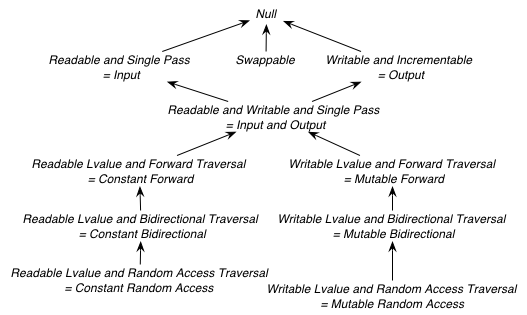 Null
Readable and Single Pass
= Input
Swappable
Writable and Incrementable
= Output
Readable and Writable and Single Pass
= Input and Output
Readable Lvalue and Forward Traversal
= Constant Forward
Writable Lvalue and Forward Traversal
= Mutable Forward
Readable Lvalue and Bidirectional Traversal
= Constant Bidirectional
Writable Lvalue and Bidirectional Traversal
= Mutable Bidirectional
Readable Lvalue and Random Access Traversal
= Constant Random Access
Writable Lvalue and Random Access Traversal
= Mutable Random Access